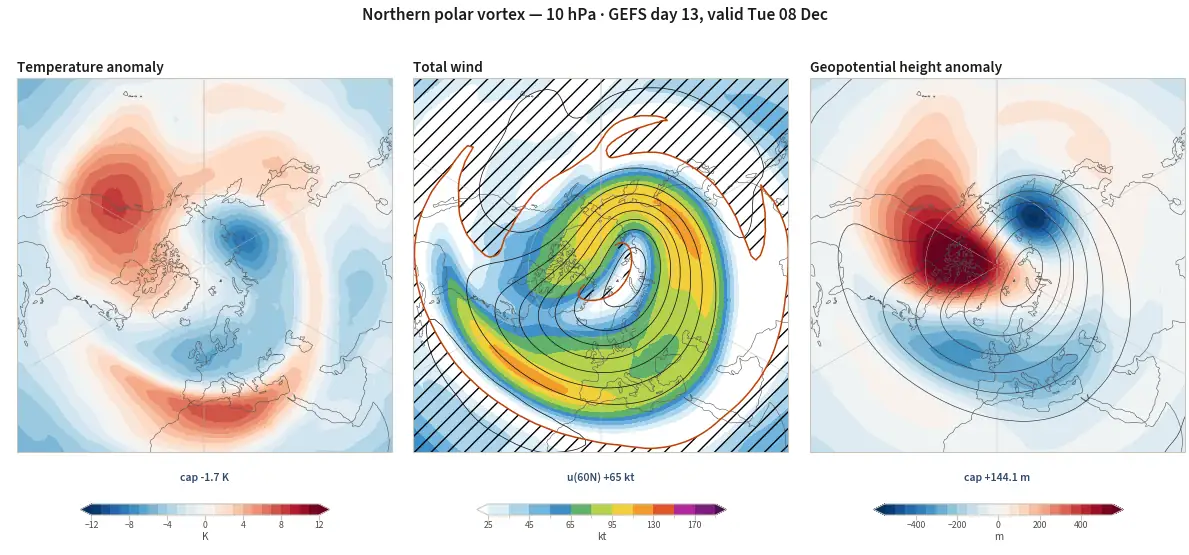 Northern polar vortex — 10 hPa · GEFS day 13, valid Tue 08 Dec
Temperature anomaly
Total wind
Geopotential height anomaly
cap -1.7 K
u(60N) +65 kt
cap +144.1 m
−12 −8 −4 0 4 8 12
K
25 45 65 95 130 170
kt
−400 −200 0 200 400
m